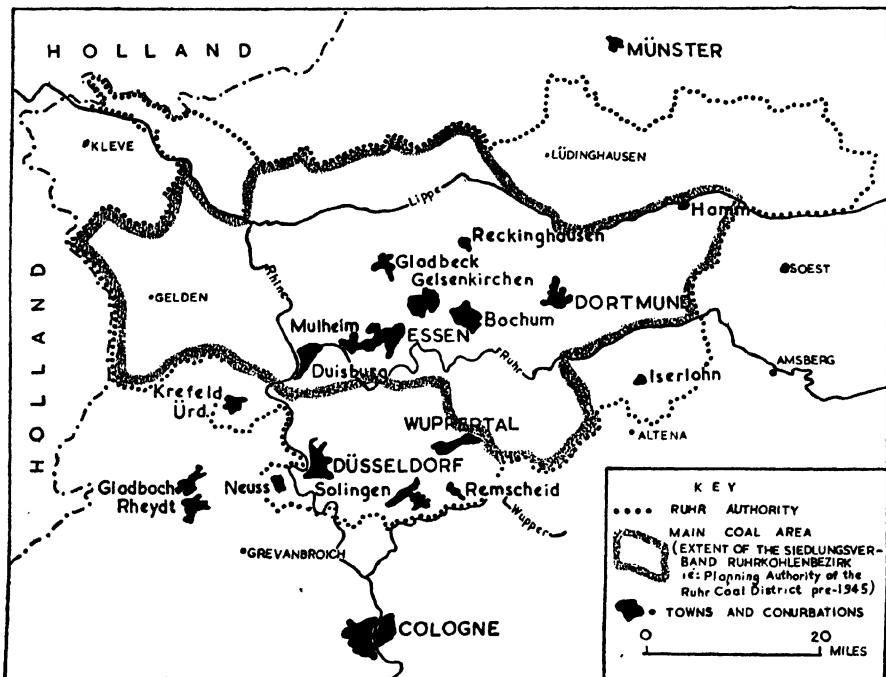 HOLLAND
MÜNSTER
KLEVE
LÜDINGHAUSEN
Lipp
Hamm
Reckinghausen
HOLLAND
Gladbeck
SOEST
Rhine
Gelsenkirchen
GELDEN
DORTMUND
Bochum
Mulheim
ESSEN
Ruhr
Duisburg
AMSBERG
Iserlohn
Krefeld
Ürd.
WUPPERTAL
ALTENA
DÜSSELDORF
Gladboch
Neuss
Solingen
Remscheid
Rheydt
Wupper
GREVANBROICH
COLOGNE
KEY
RUHR AUTHORITY
MAIN COAL AREA
(EXTENT OF THE SIEDLUNGSVER-
BAND RUHRKOHLENBEZIRK
ie: Planning Authority of the
Ruhr Coal District pre-1945)
TOWNS AND CONURBATIONS
0 20
MILES